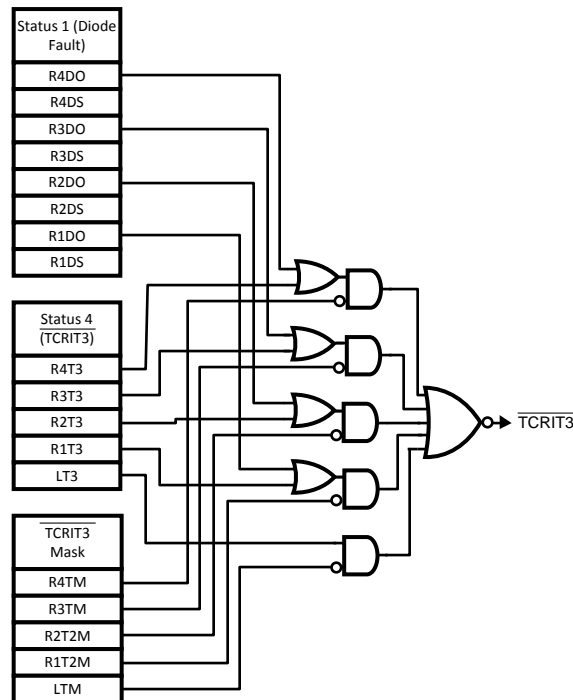 Status 1 (Diode
Fault)
R4DO
R4DS
R3DO
R3DS
R2DO
R2DS
R1DO
R1DS
Status 4
(TCRIT3)
R4T3
R3T3
R2T3
R1T3
LT3
TCRIT3
Mask
R4TM
R3TM
R2T2M
R1T2M
LTM
TCRIT3